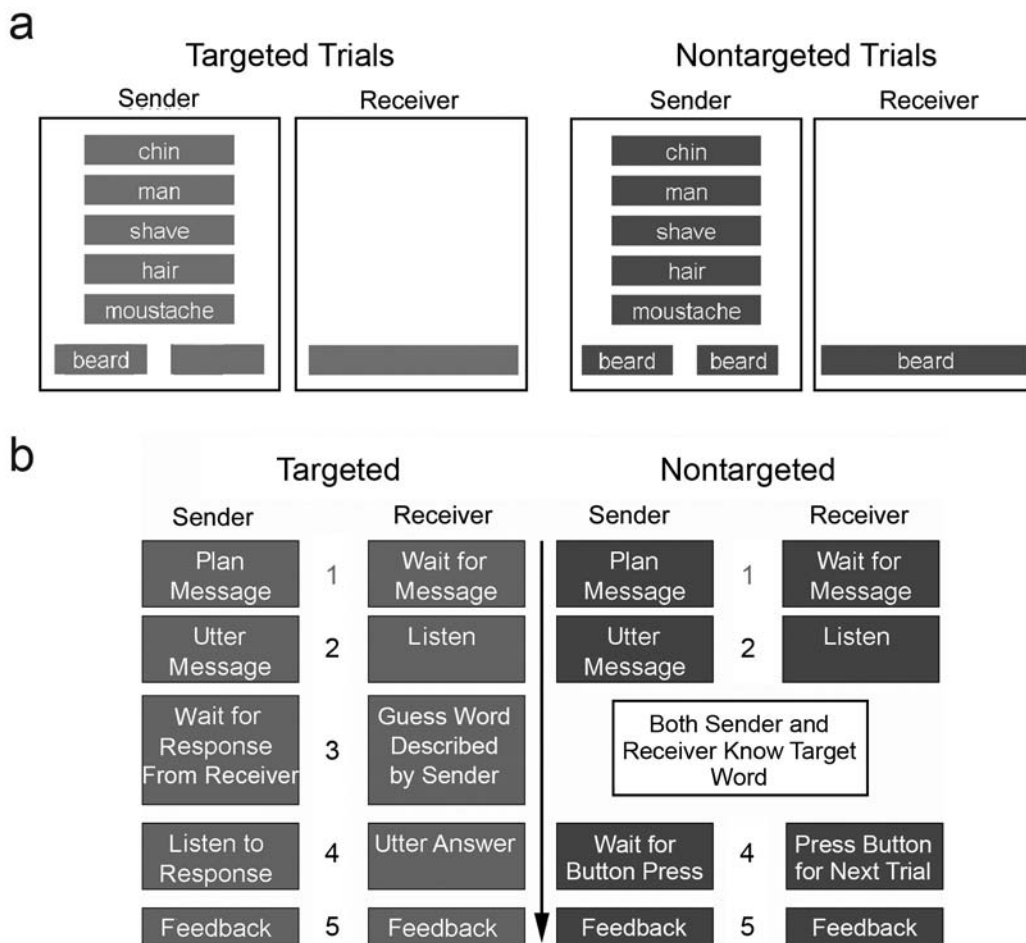 a
Targeted Trials
Nontargeted Trials
Sender
Receiver
Sender
Receiver
chin
man
shave
hair
moustache
beard
chin
man
shave
hair
moustache
beard
beard
beard
b
Targeted
Nontargeted
Sender
Receiver
Sender
Receiver
Plan
Message
1
Wait for
Message
Plan
Message
1
Wait for
Message
Utter
Message
2
Listen
Utter
Message
2
Listen
Wait for
Response
From Receiver
3
Guess Word
Described
by Sender
Both Sender and
Receiver Know Target
Word
Listen to
Response
4
Utter Answer
Wait for
Button Press
4
Press Button
for Next Trial
Feedback
5
Feedback
Feedback
5
Feedback